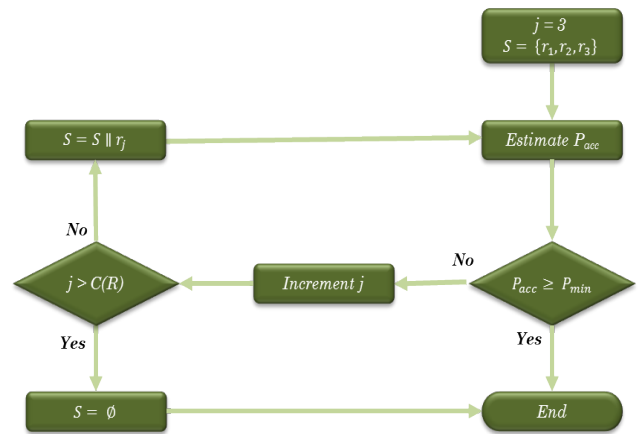 j = 3
S = {r₁,r₂,r₃}
S = S ∥ rⱼ
Estimate Pₐcc
No
No
j > C(R)
Increment j
Pₐcc ≥ Pₘᵢₙ
Yes
Yes
S = ∅
End